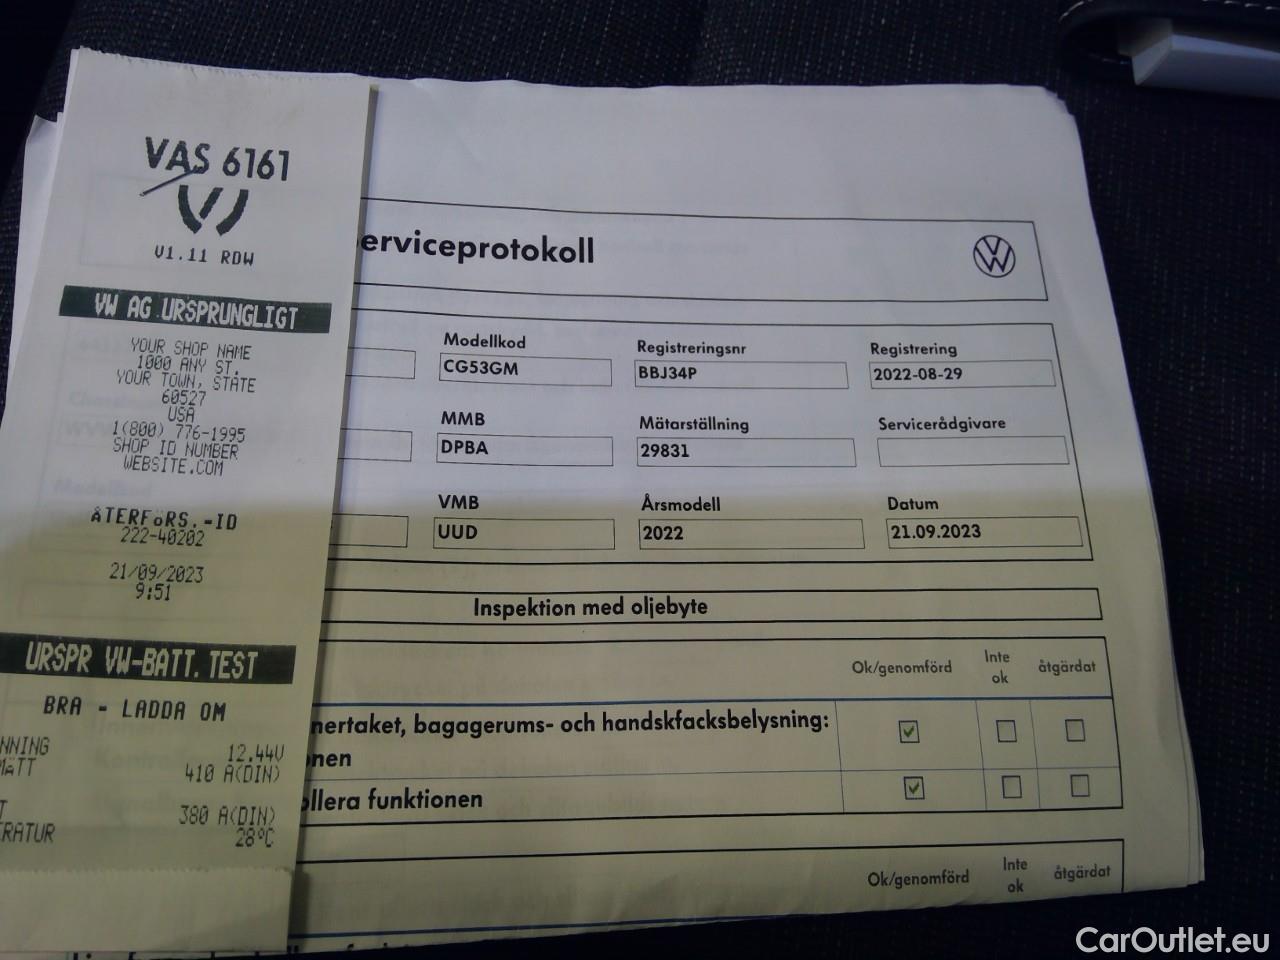 VAS 6161
V1.11 RDW
VW AG.URSPRUNGLIGT
YOUR SHOP NAME
1000 ANY ST.
YOUR TOWN, STATE
60527
USA
1(800) 776-1995
SHOP ID NUMBER
WEBSITE.COM
ÅTERFÖRS.-ID
222-40202
21/09/2023
9:51
URSPR VW-BATT.TEST
BRA - LADDA OM
NNING 12.44V
MÄTT 410 A(DIN)
T 380 A(DIN)
RATUR 28°C
erviceprotokoll
Modellkod
CG53GM
Registreringsnr
BBJ34P
Registrering
2022-08-29
MMB
DPBA
Mätarställning
29831
Servicerådgivare
VMB
UUD
Årsmodell
2022
Datum
21.09.2023
Inspektion med oljebyte
Ok/genomförd
Inte
ok
åtgärdat
nertaket, bagagerums- och handskfacksbelysning:
nen
ollera funktionen
Ok/genomförd
Inte
ok
åtgärdat
CarOutlet.eu